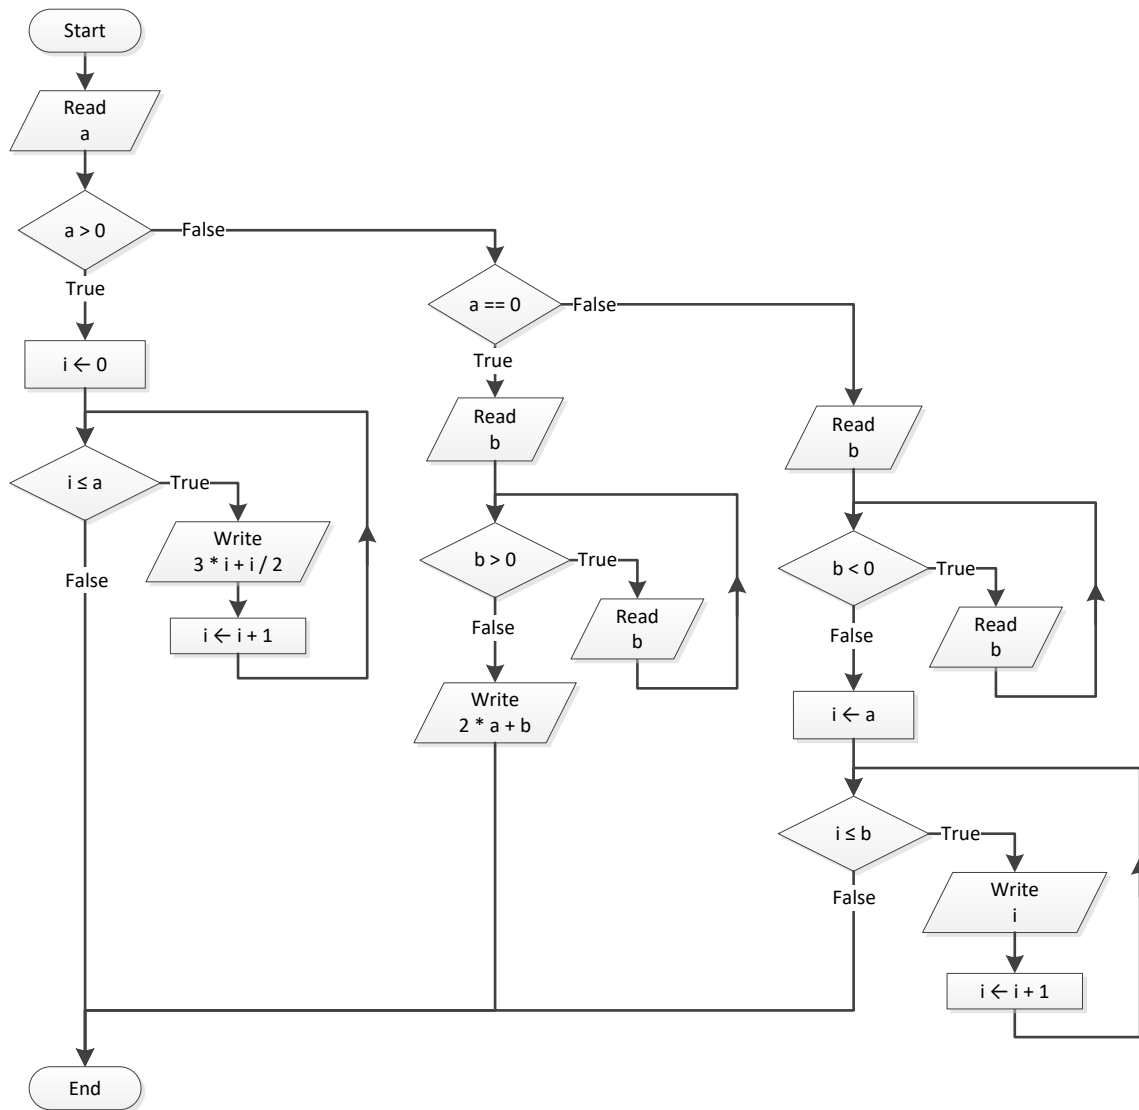 Start
Read
a
a > 0
False
True
a == 0
False
True
i ← 0
Read
b
Read
b
i ≤ a
True
False
Write
3 * i + i / 2
i ← i + 1
b > 0
True
False
Read
b
Write
2 * a + b
b < 0
True
False
Read
b
i ← a
i ≤ b
True
False
Write
i
i ← i + 1
End